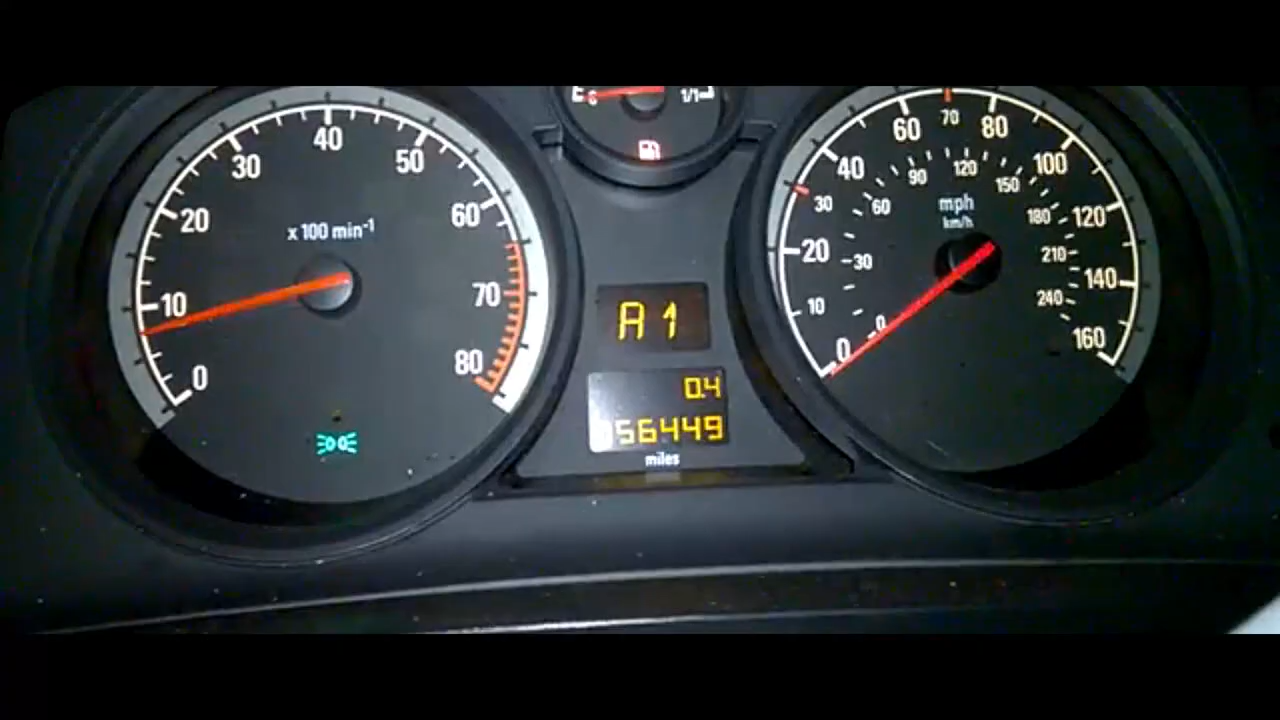 E 1/1
0 10 20 30 40 50 60 70 80
x 100 min-1
0 10 20 30 40 60 70 80 100 120 140 160
mph
km/h
0 30 60 90 120 150 180 210 240
A 1
0.4
56449
miles